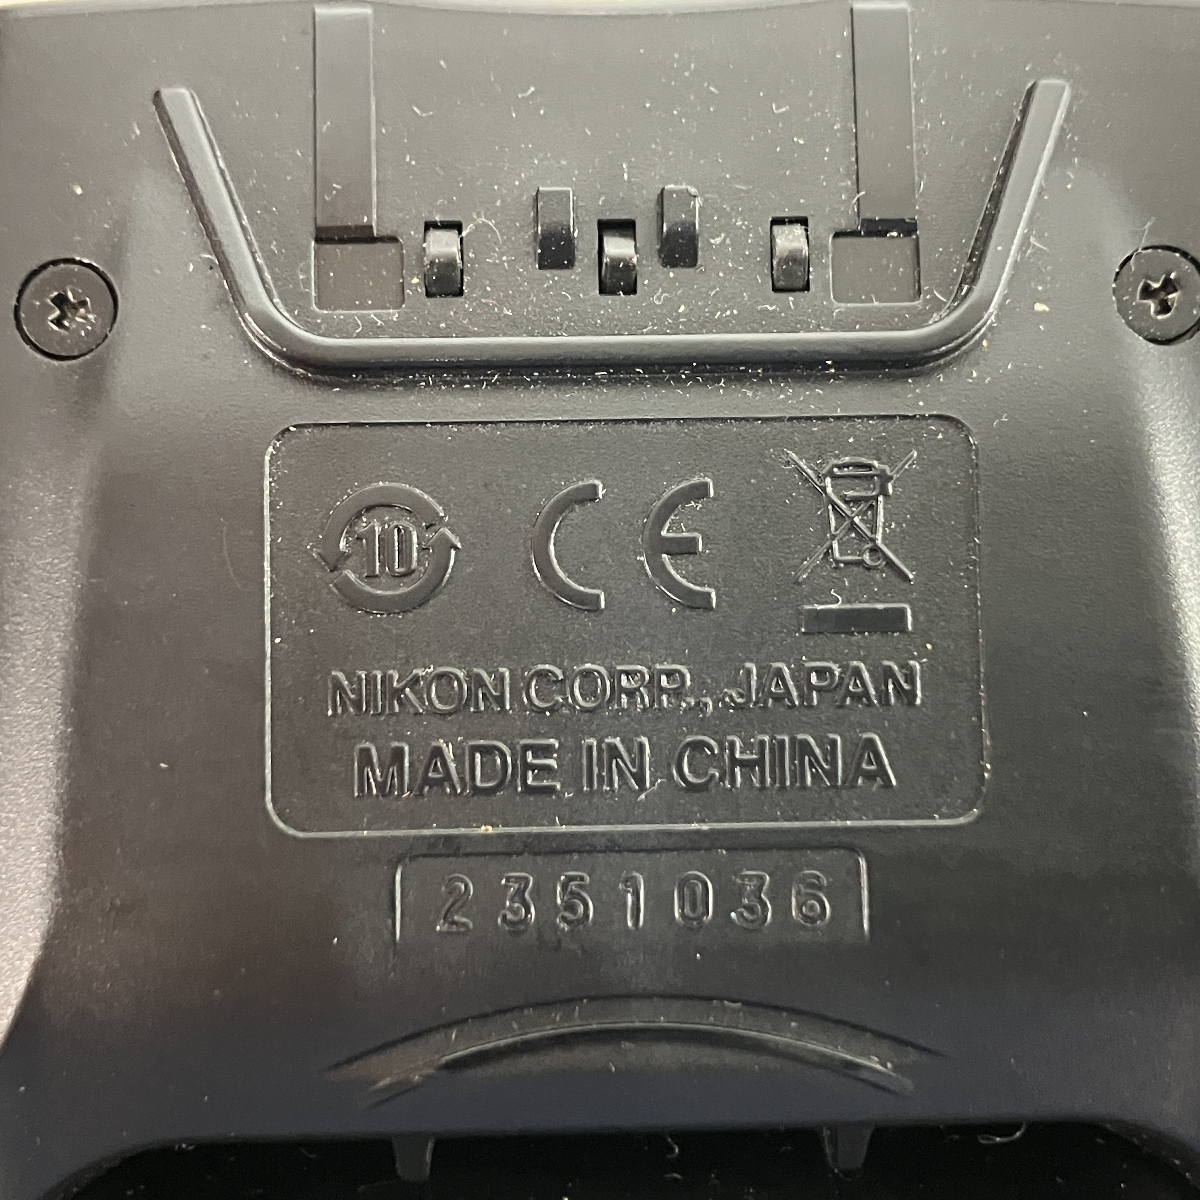 10 CE
NIKON CORP., JAPAN
MADE IN CHINA
2351036